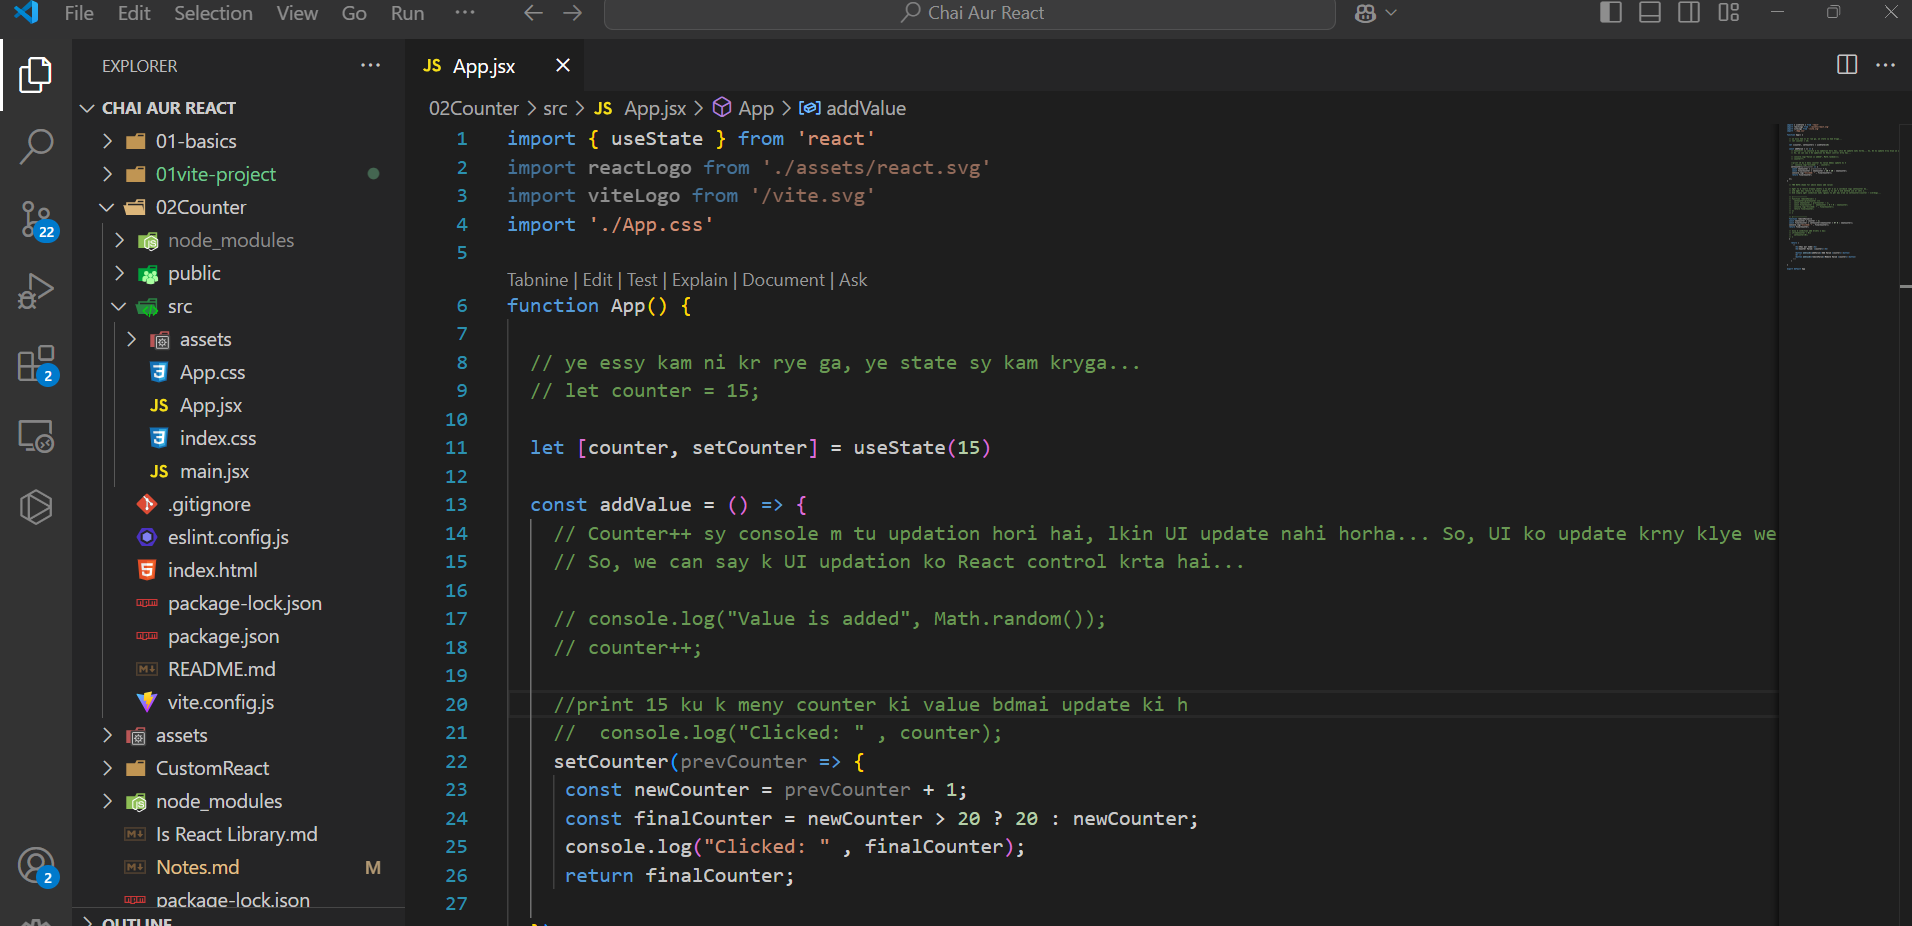 File Edit Selection View Go Run ··· Chai Aur React
EXPLORER ···
CHAI AUR REACT
01-basics
01vite-project
02Counter
node_modules
public
src
assets
App.css
JS App.jsx
index.css
JS main.jsx
.gitignore
eslint.config.js
index.html
package-lock.json
package.json
README.md
vite.config.js
assets
CustomReact
node_modules
Is React Library.md
Notes.md M
package-lock.json
OUTLINE
22
2
2
JS App.jsx
02Counter > src > JS App.jsx > App > addValue
1 import { useState } from 'react'
2 import reactLogo from './assets/react.svg'
3 import viteLogo from '/vite.svg'
4 import './App.css'
5
Tabnine | Edit | Test | Explain | Document | Ask
6 function App() {
7
8 // ye essy kam ni kr rye ga, ye state sy kam kryga...
9 // let counter = 15;
10
11 let [counter, setCounter] = useState(15)
12
13 const addValue = () => {
14 // Counter++ sy console m tu updation hori hai, lkin UI update nahi horha... So, UI ko update krny klye we
15 // So, we can say k UI updation ko React control krta hai...
16
17 // console.log("Value is added", Math.random());
18 // counter++;
19
20 //print 15 ku k meny counter ki value bdmai update ki h
21 //  console.log("Clicked: " , counter);
22 setCounter(prevCounter => {
23 const newCounter = prevCounter + 1;
24 const finalCounter = newCounter > 20 ? 20 : newCounter;
25 console.log("Clicked: " , finalCounter);
26 return finalCounter;
27